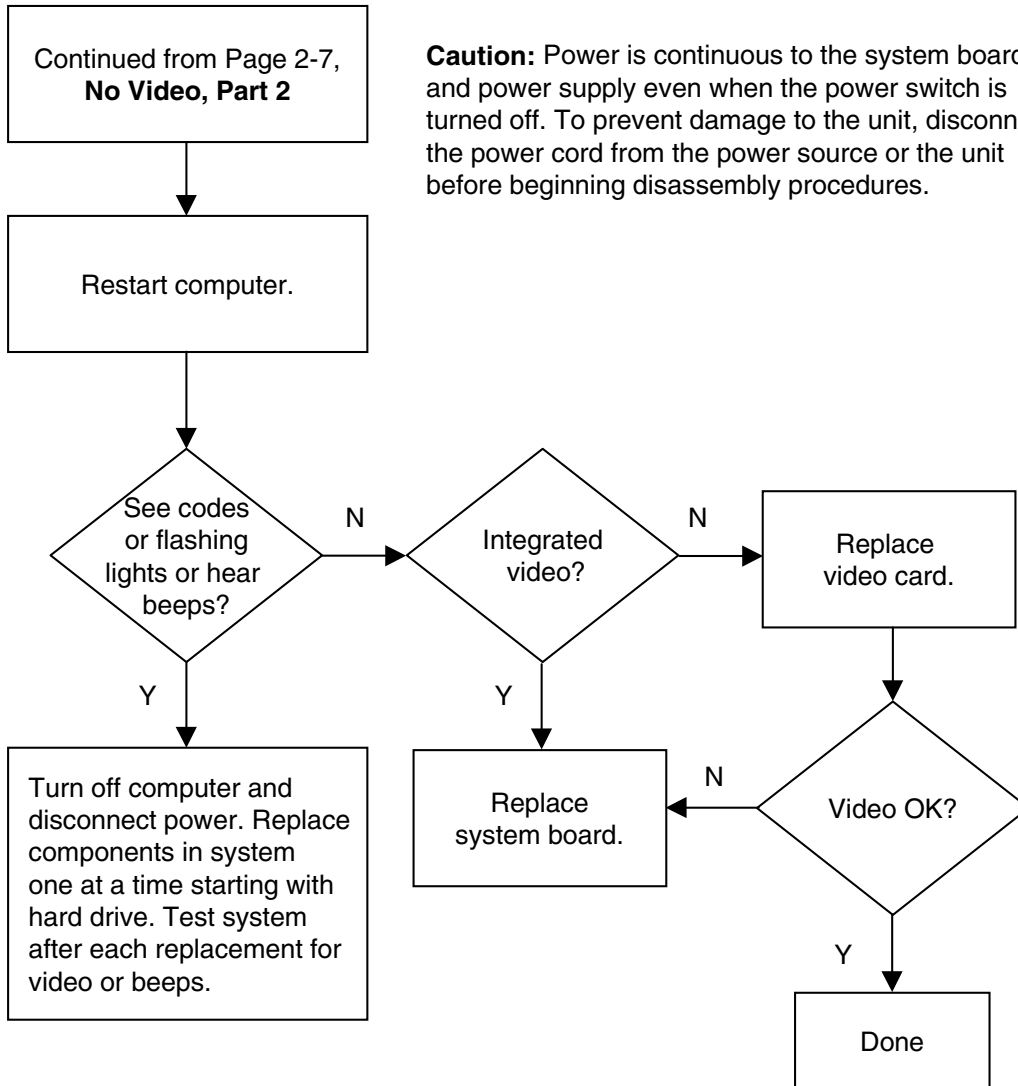 Continued from Page 2-7,
No Video, Part 2
Caution: Power is continuous to the system board
and power supply even when the power switch is
turned off. To prevent damage to the unit,
the power cord from the power source or the unit
before beginning disassembly procedures.
Restart computer.
See codes
or flashing
lights or hear
beeps?
N
Integrated
video?
N
Replace
video card.
Y
Y
Turn off computer and
disconnect power. Replace
components in system
one at a time starting with
hard drive. Test system
after each replacement for
video or beeps.
Replace
system board.
N
Video OK?
Y
Done